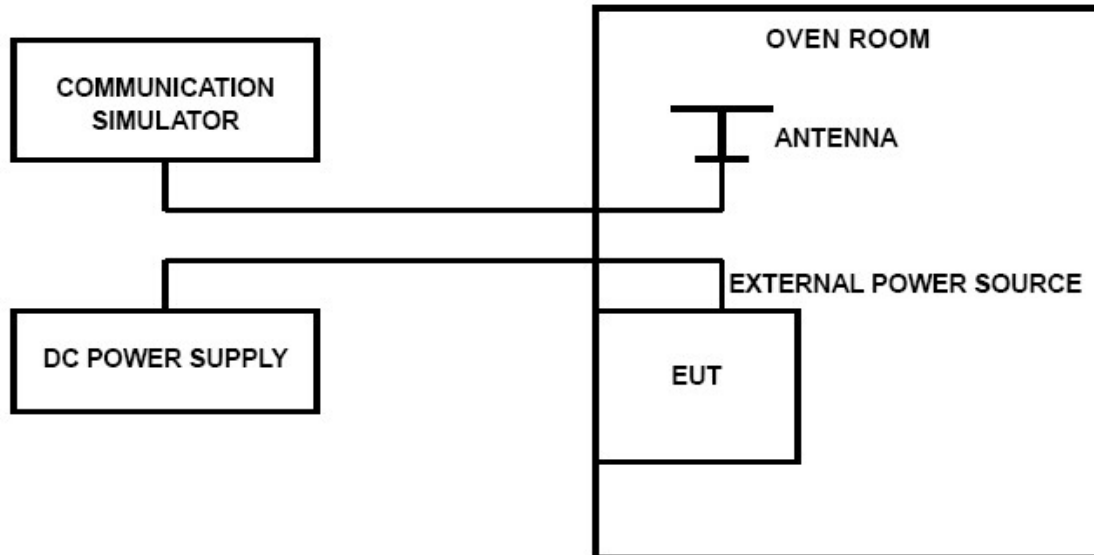 OVEN ROOM
COMMUNICATION
SIMULATOR
ANTENNA
EXTERNAL POWER SOURCE
DC POWER SUPPLY
EUT